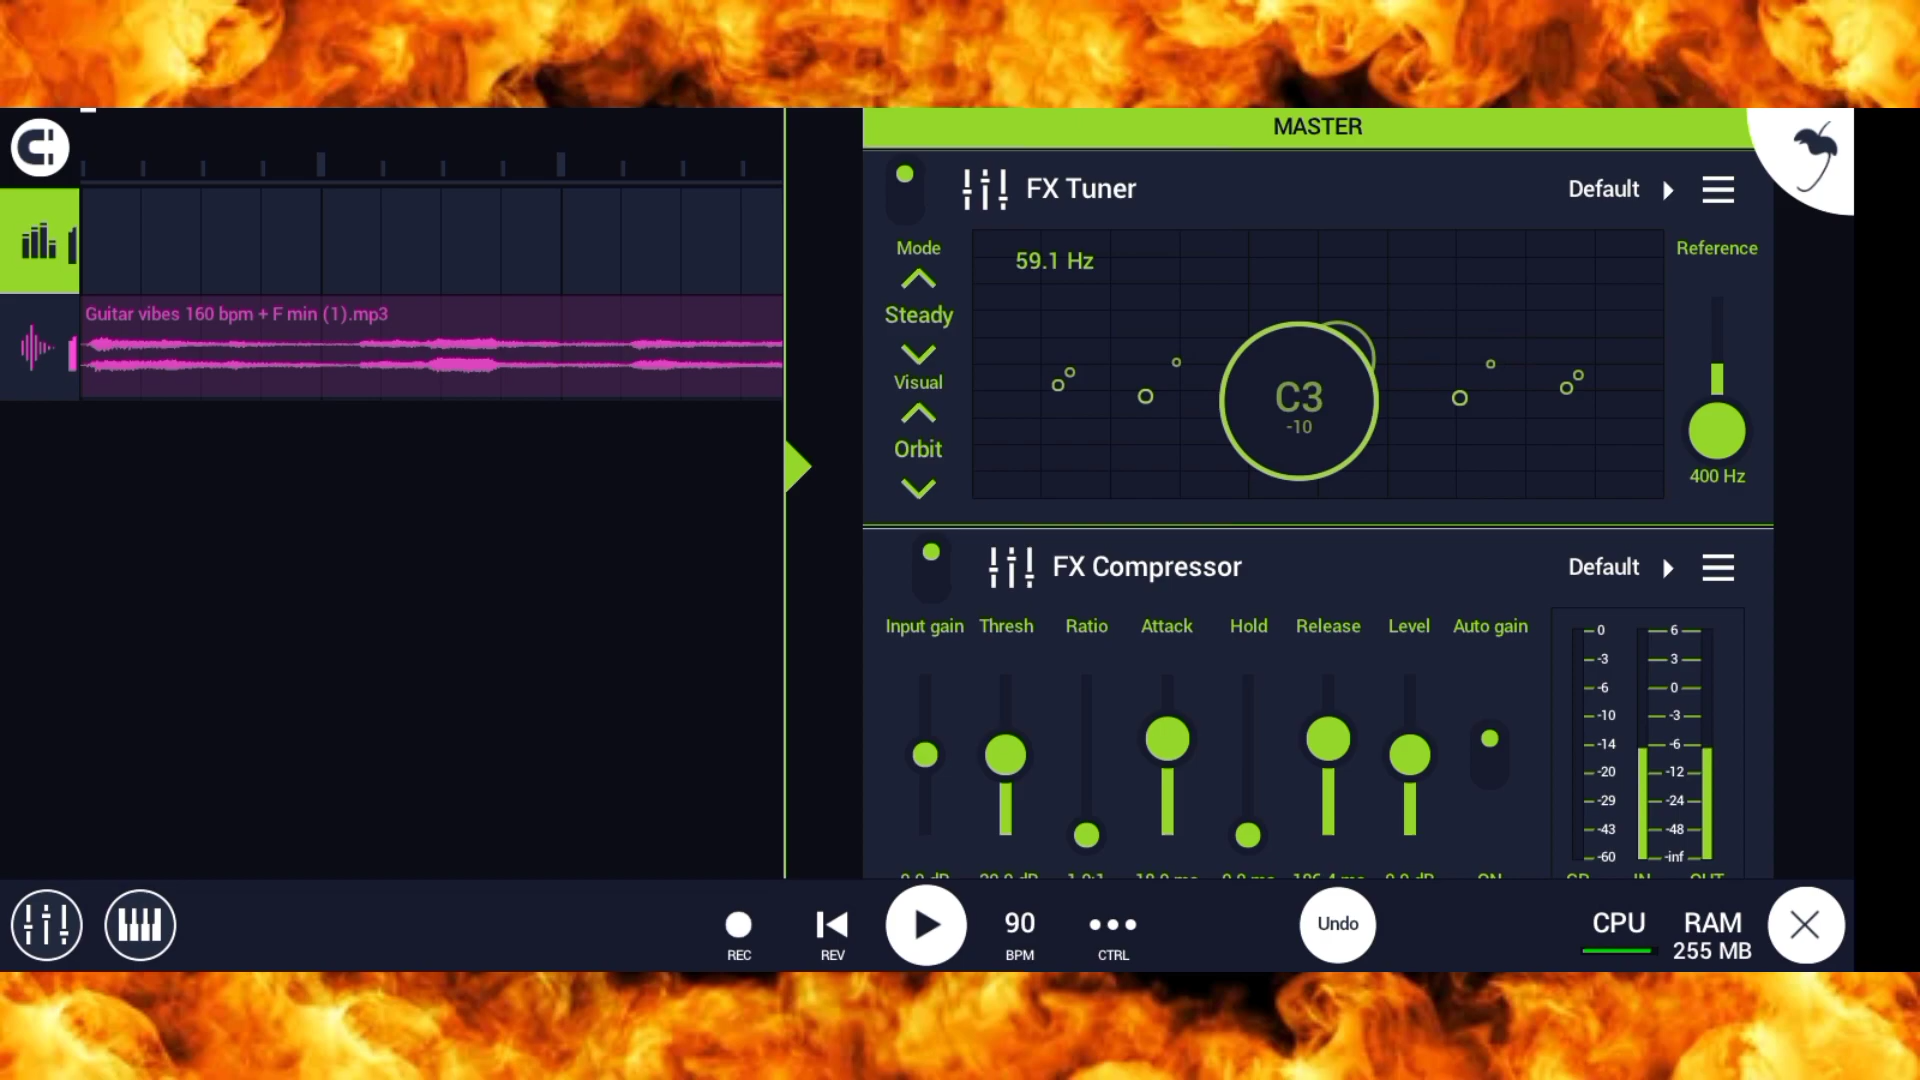 MASTER
FX Tuner
Default
Mode
Steady
Visual
Orbit
59.1 Hz
C3
-10
Reference
400 Hz
Guitar vibes 160 bpm + F min (1).mp3
FX Compressor
Default
Input gain Thresh Ratio Attack Hold Release Level Auto gain
0
-3
-6
-10
-14
-20
-29
-43
-60
6
3
0
-3
-6
-12
-24
-48
-inf
REC
REV
90
BPM
CTRL
Undo
CPU
RAM
255 MB